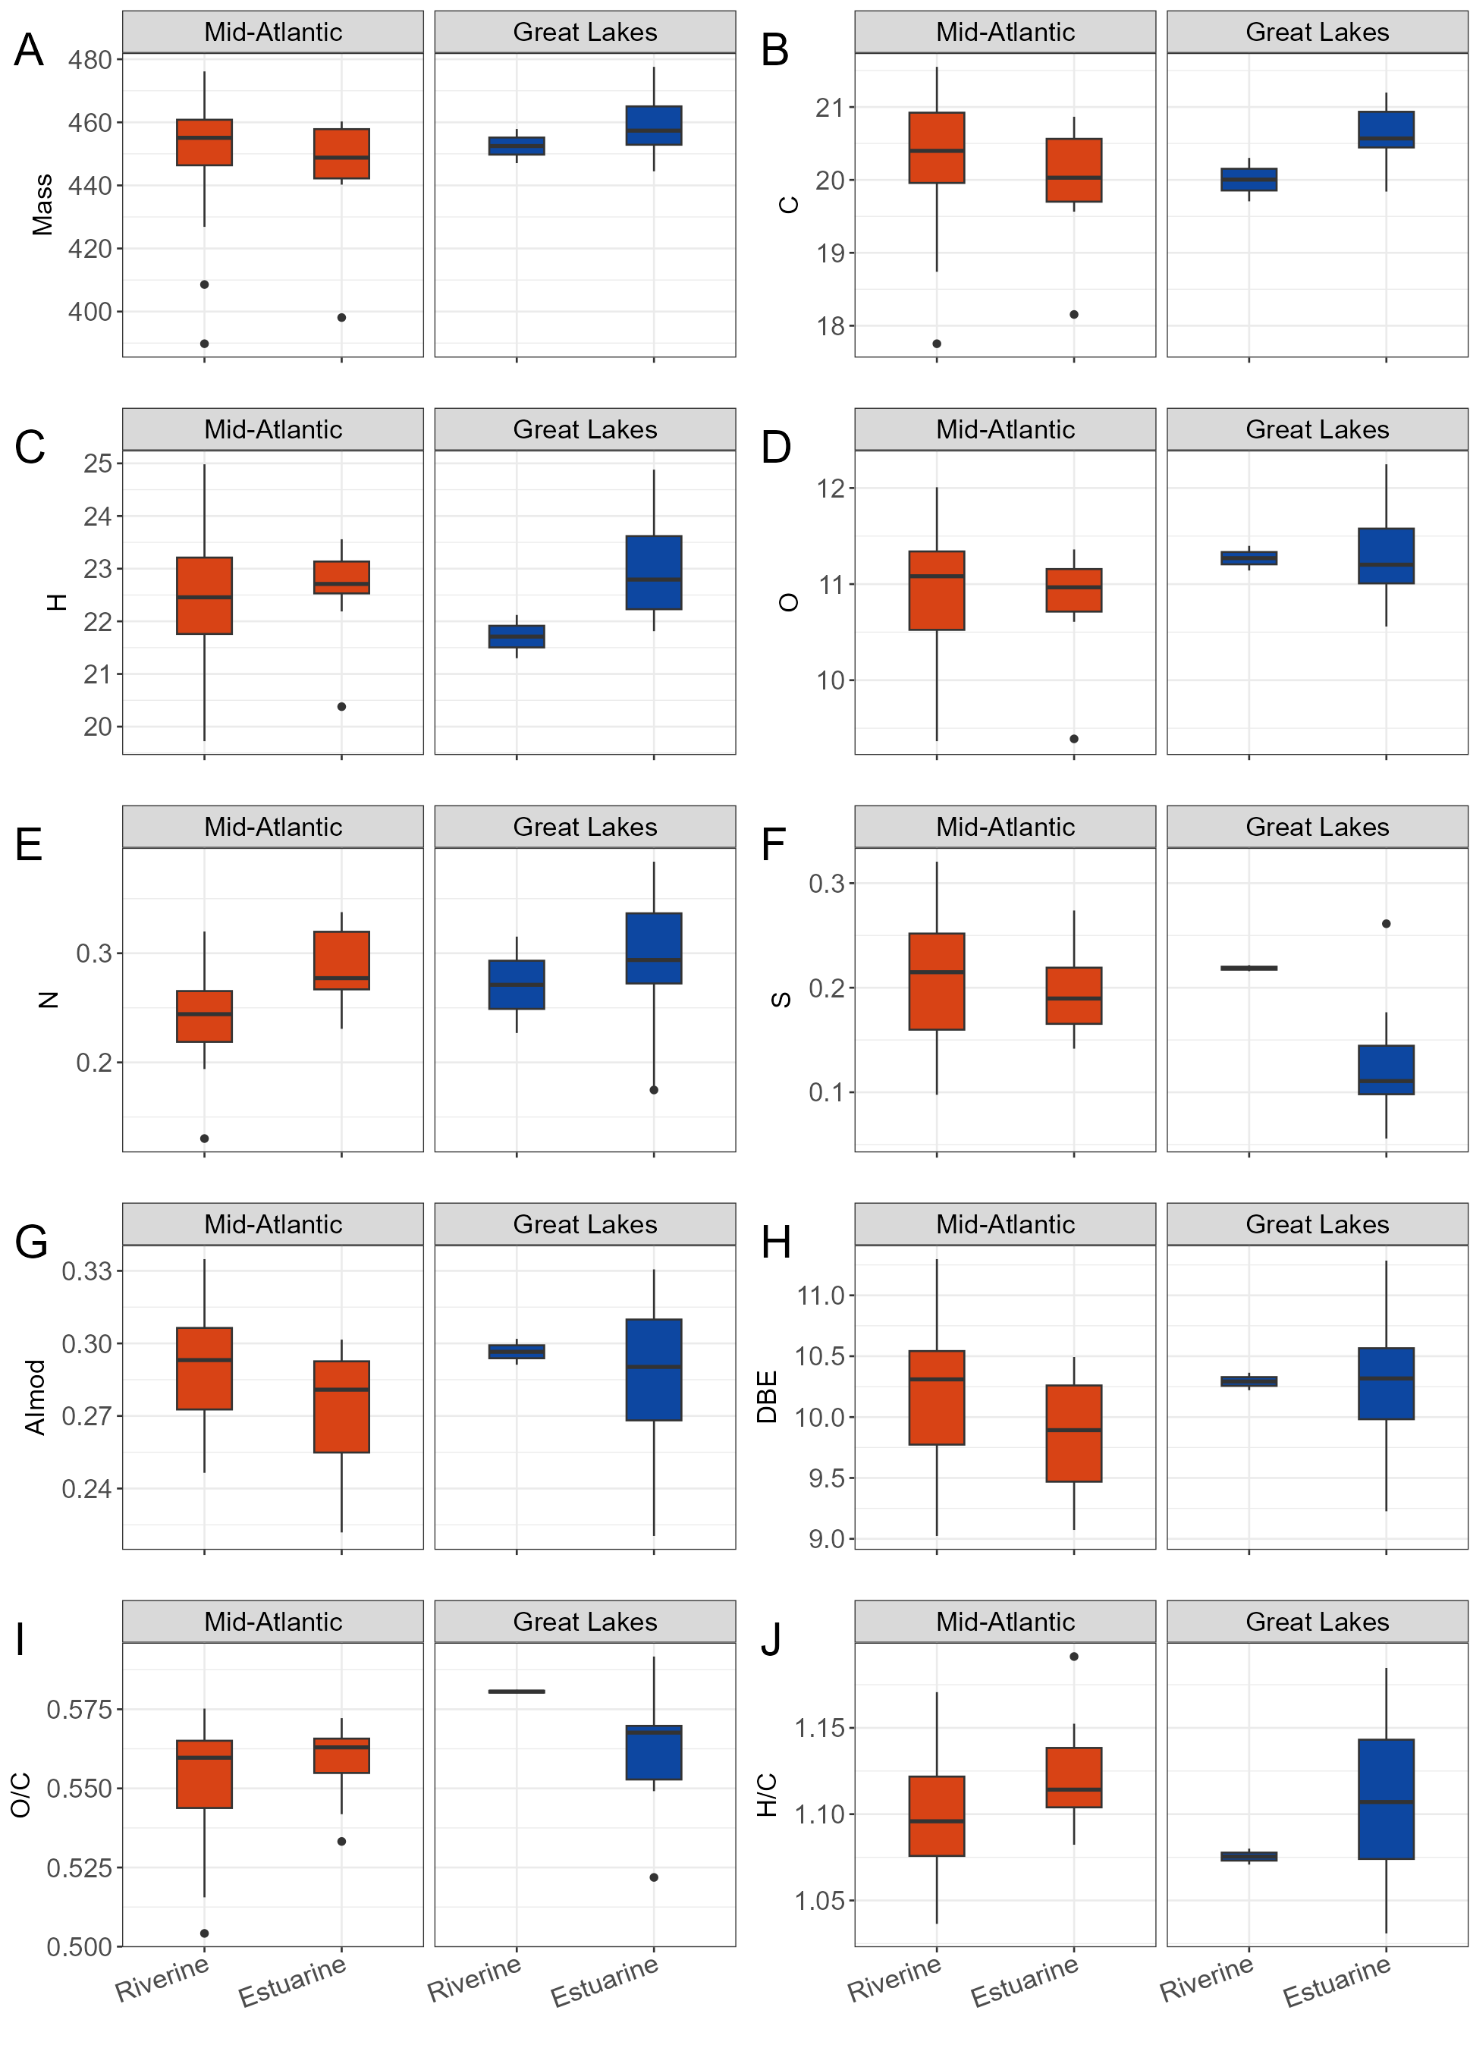 A
Mid-Atlantic
Great Lakes
Mass
480
460
440
420
400
B
Mid-Atlantic
Great Lakes
C
21
20
19
18
C
Mid-Atlantic
Great Lakes
H
25
24
23
22
21
20
D
Mid-Atlantic
Great Lakes
O
12
11
10
E
Mid-Atlantic
Great Lakes
N
0.3
0.2
F
Mid-Atlantic
Great Lakes
S
0.3
0.2
0.1
G
Mid-Atlantic
Great Lakes
AImod
0.33
0.30
0.27
0.24
H
Mid-Atlantic
Great Lakes
DBE
11.0
10.5
10.0
9.5
9.0
I
Mid-Atlantic
Great Lakes
O/C
0.575
0.550
0.525
0.500
Riverine
Estuarine
Riverine
Estuarine
J
Mid-Atlantic
Great Lakes
H/C
1.15
1.10
1.05
Riverine
Estuarine
Riverine
Estuarine